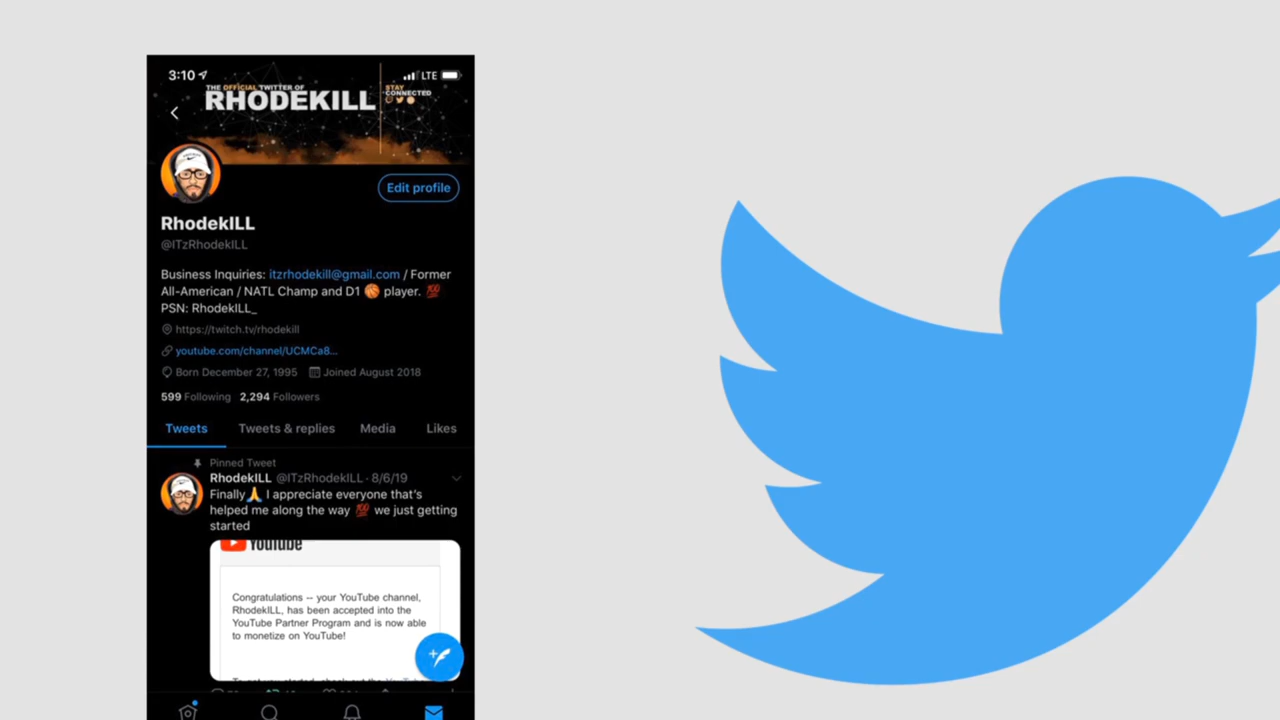 3:10 LTE
THE OFFICIAL TWITTER OF
RHODEKILL
STAY
CONNECTED
Edit profile
RhodekILL
@ITzRhodekILL
Business Inquiries: itzrhodekill@gmail.com / Former
All-American / NATL Champ and D1 🏀 player. 💯
PSN: RhodekILL_
https://twitch.tv/rhodekill
youtube.com/channel/UCMCa8...
Born December 27, 1995 Joined August 2018
599 Following 2,294 Followers
Tweets Tweets & replies Media Likes
Pinned Tweet
RhodekILL @ITzRhodekILL · 8/6/19
Finally🙏 I appreciate everyone that's
helped me along the way 💯 we just getting
started
YouTube
Congratulations -- your YouTube channel,
RhodekILL, has been accepted into the
YouTube Partner Program and is now able
to monetize on YouTube!